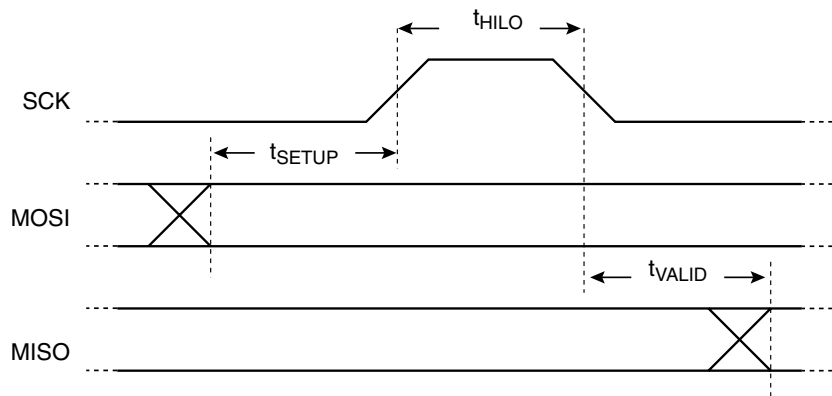 tHILO
SCK
tSETUP
MOSI
tVALID
MISO